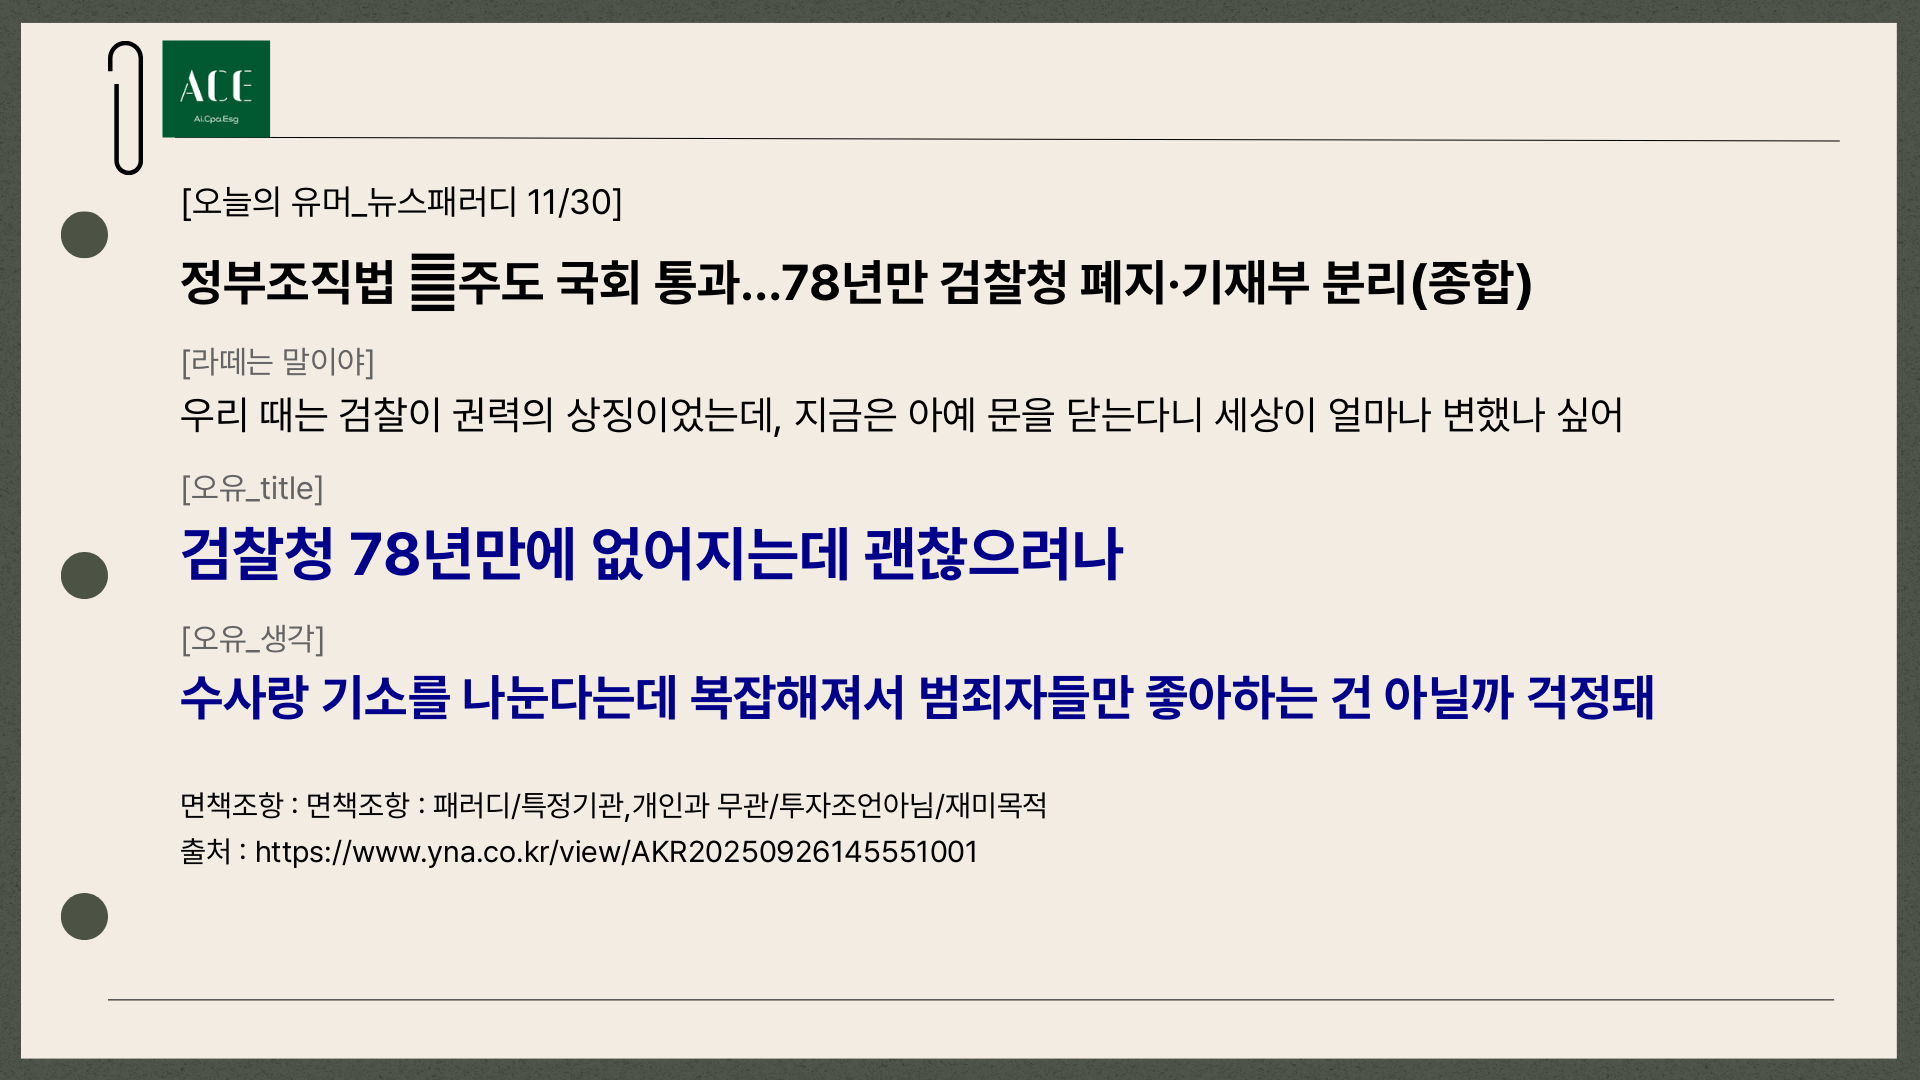 ACE
Ai.Cpa.Esg
[오늘의 유머_뉴스패러디 11/30]
정부조직법 주도 국회 통과...78년만 검찰청 폐지·기재부 분리(종합)
[라떼는 말이야]
우리 때는 검찰이 권력의 상징이었는데, 지금은 아예 문을 닫는다니 세상이 얼마나 변했나 싶어
[오유_title]
검찰청 78년만에 없어지는데 괜찮으려나
[오유_생각]
수사랑 기소를 나눈다는데 복잡해져서 범죄자들만 좋아하는 건 아닐까 걱정돼
면책조항 : 면책조항 : 패러디/특정기관,개인과 무관/투자조언아님/재미목적
출처 : https://www.yna.co.kr/view/AKR20250926145551001